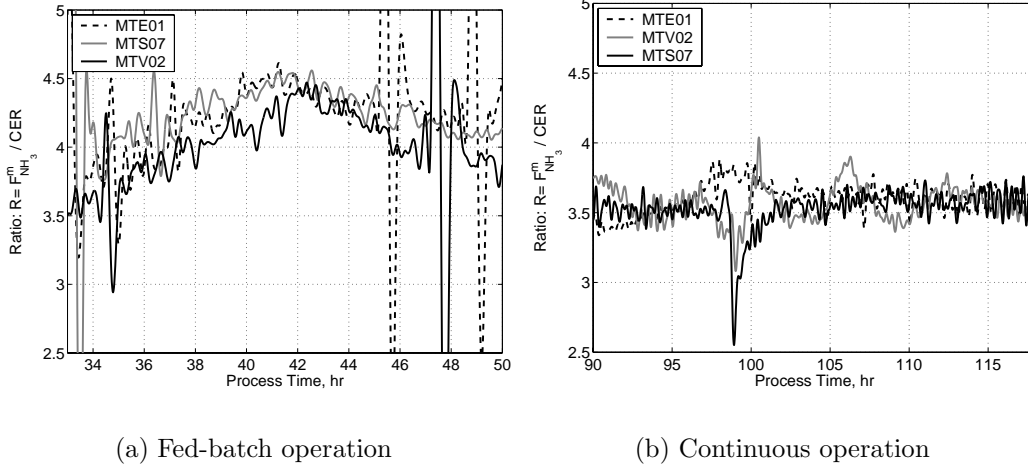 5
4.5
4
3.5
3
2.5
Ratio: R= F^m_NH_3 / CER
MTE01
MTS07
MTV02
34 36 38 40 42 44 46 48 50
Process Time, hr
(a) Fed-batch operation
5
4.5
4
3.5
3
2.5
Ratio: R= F^m_NH_3 / CER
MTE01
MTV02
MTS07
90 95 100 105 110 115
Process Time, hr
(b) Continuous operation